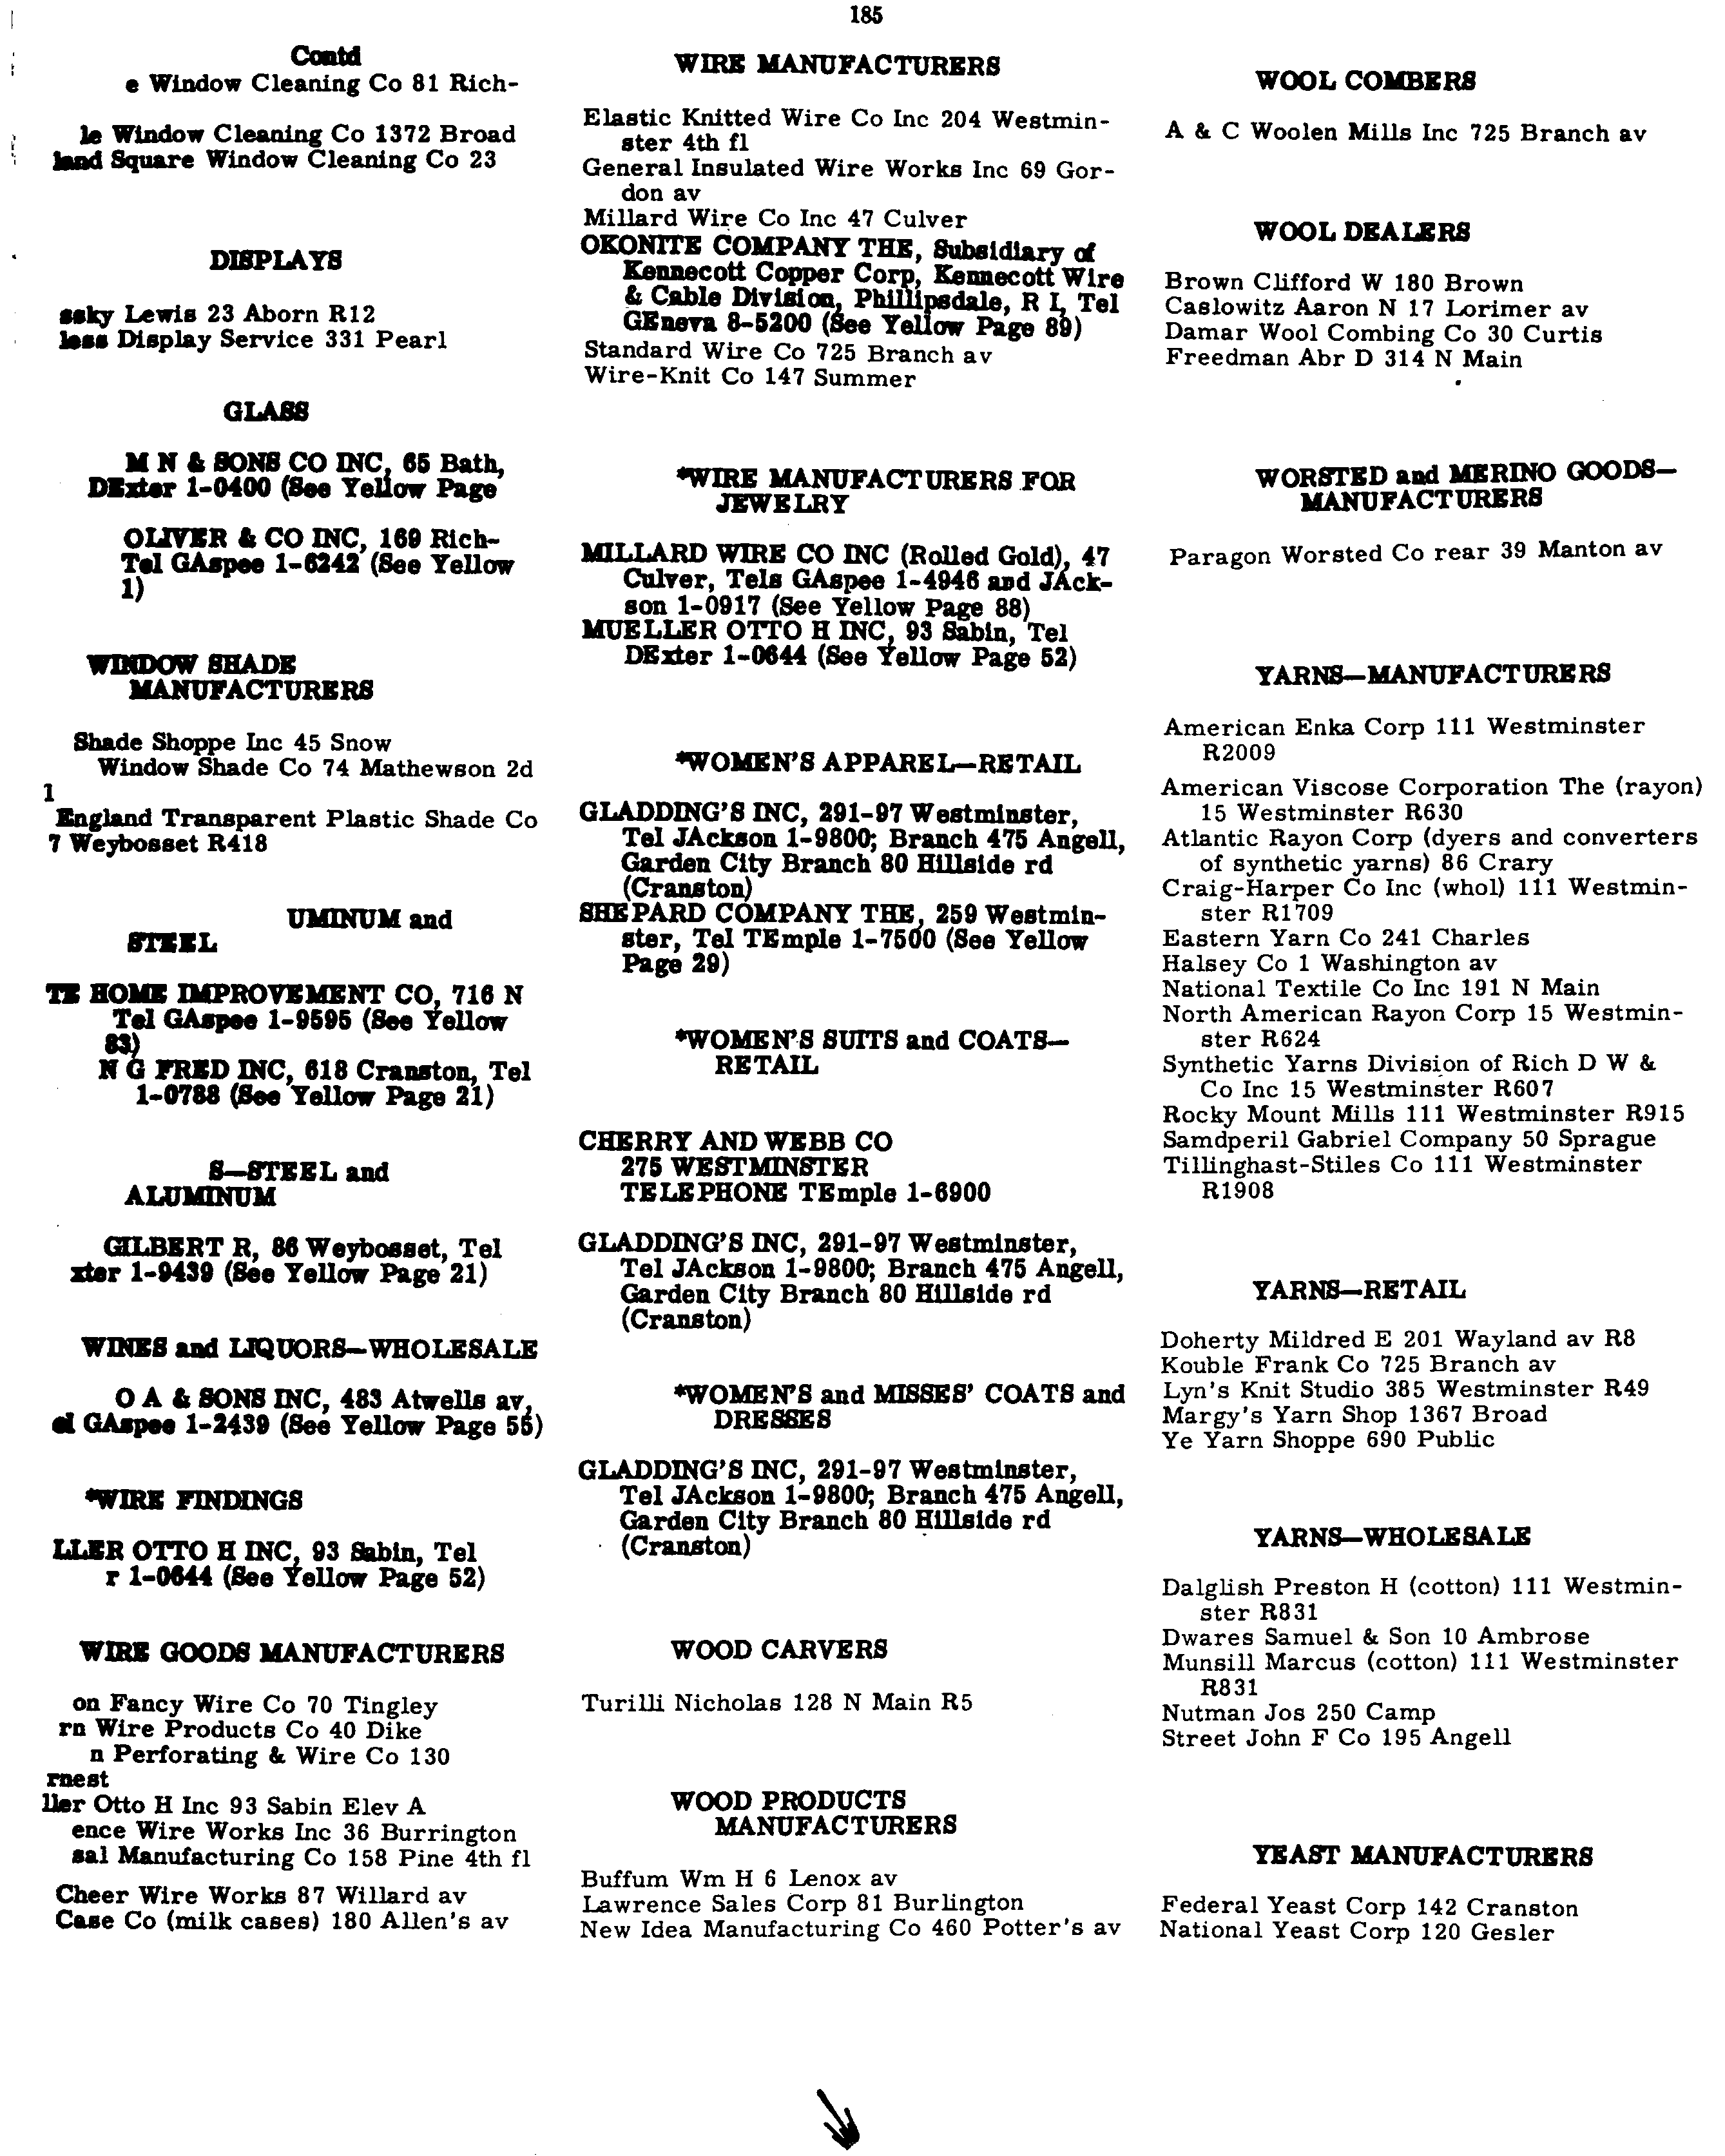 185
Contd
e Window Cleaning Co 81 Rich-
le Window Cleaning Co 1372 Broad
land Square Window Cleaning Co 23
DISPLAYS
ssky Lewis 23 Aborn R12
less Display Service 331 Pearl
GLASS
M N & SONS CO INC, 65 Bath,
DExter 1-0400 (See Yellow Page
OLIVER & CO INC, 169 Rich-
Tel GAspee 1-6242 (See Yellow
1)
WINDOW SHADE
MANUFACTURERS
Shade Shoppe Inc 45 Snow
Window Shade Co 74 Mathewson 2d
1
England Transparent Plastic Shade Co
7 Weybosset R418
UMINUM and
STEEL
TE HOME IMPROVEMENT CO, 716 N
Tel GAspee 1-9595 (See Yellow
83)
N G FRED INC, 618 Cranston, Tel
1-0788 (See Yellow Page 21)
S—STEEL and
ALUMINUM
GILBERT R, 86 Weybosset, Tel
xter 1-9439 (See Yellow Page 21)
WINES and LIQUORS—WHOLESALE
O A & SONS INC, 483 Atwells av,
el GAspee 1-2439 (See Yellow Page 55)
*WIRE FINDINGS
LLER OTTO H INC, 93 Sabin, Tel
r 1-0644 (See Yellow Page 52)
WIRE GOODS MANUFACTURERS
on Fancy Wire Co 70 Tingley
rn Wire Products Co 40 Dike
n Perforating & Wire Co 130
rnest
ller Otto H Inc 93 Sabin Elev A
ence Wire Works Inc 36 Burrington
sal Manufacturing Co 158 Pine 4th fl
Cheer Wire Works 87 Willard av
Case Co (milk cases) 180 Allen's av
WIRE MANUFACTURERS
Elastic Knitted Wire Co Inc 204 Westmin-
ster 4th fl
General Insulated Wire Works Inc 69 Gor-
don av
Millard Wire Co Inc 47 Culver
OKONITE COMPANY THE, Subsidiary of
Kennecott Copper Corp, Kennecott Wire
& Cable Division, Phillipsdale, R I, Tel
GEneva 8-5200 (See Yellow Page 89)
Standard Wire Co 725 Branch av
Wire-Knit Co 147 Summer
*WIRE MANUFACTURERS FOR
JEWELRY
MILLARD WIRE CO INC (Rolled Gold), 47
Culver, Tels GAspee 1-4946 and JAck-
son 1-0917 (See Yellow Page 88)
MUELLER OTTO H INC, 93 Sabin, Tel
DExter 1-0644 (See Yellow Page 52)
*WOMEN'S APPAREL—RETAIL
GLADDING'S INC, 291-97 Westminster,
Tel JAckson 1-9800; Branch 475 Angell,
Garden City Branch 80 Hillside rd
(Cranston)
SHEPARD COMPANY THE, 259 Westmin-
ster, Tel TEmple 1-7500 (See Yellow
Page 29)
*WOMEN'S SUITS and COATS—
RETAIL
CHERRY AND WEBB CO
275 WESTMINSTER
TELEPHONE TEmple 1-6900
GLADDING'S INC, 291-97 Westminster,
Tel JAckson 1-9800; Branch 475 Angell,
Garden City Branch 80 Hillside rd
(Cranston)
*WOMEN'S and MISSES' COATS and
DRESSES
GLADDING'S INC, 291-97 Westminster,
Tel JAckson 1-9800; Branch 475 Angell,
Garden City Branch 80 Hillside rd
(Cranston)
WOOD CARVERS
Turilli Nicholas 128 N Main R5
WOOD PRODUCTS
MANUFACTURERS
Buffum Wm H 6 Lenox av
Lawrence Sales Corp 81 Burlington
New Idea Manufacturing Co 460 Potter's av
WOOL COMBERS
A & C Woolen Mills Inc 725 Branch av
WOOL DEALERS
Brown Clifford W 180 Brown
Caslowitz Aaron N 17 Lorimer av
Damar Wool Combing Co 30 Curtis
Freedman Abr D 314 N Main
WORSTED and MERINO GOODS—
MANUFACTURERS
Paragon Worsted Co rear 39 Manton av
YARNS—MANUFACTURERS
American Enka Corp 111 Westminster
R2009
American Viscose Corporation The (rayon)
15 Westminster R630
Atlantic Rayon Corp (dyers and converters
of synthetic yarns) 86 Crary
Craig-Harper Co Inc (whol) 111 Westmin-
ster R1709
Eastern Yarn Co 241 Charles
Halsey Co 1 Washington av
National Textile Co Inc 191 N Main
North American Rayon Corp 15 Westmin-
ster R624
Synthetic Yarns Division of Rich D W &
Co Inc 15 Westminster R607
Rocky Mount Mills 111 Westminster R915
Samdperil Gabriel Company 50 Sprague
Tillinghast-Stiles Co 111 Westminster
R1908
YARNS—RETAIL
Doherty Mildred E 201 Wayland av R8
Kouble Frank Co 725 Branch av
Lyn's Knit Studio 385 Westminster R49
Margy's Yarn Shop 1367 Broad
Ye Yarn Shoppe 690 Public
YARNS—WHOLESALE
Dalglish Preston H (cotton) 111 Westmin-
ster R831
Dwares Samuel & Son 10 Ambrose
Munsill Marcus (cotton) 111 Westminster
R831
Nutman Jos 250 Camp
Street John F Co 195 Angell
YEAST MANUFACTURERS
Federal Yeast Corp 142 Cranston
National Yeast Corp 120 Gesler